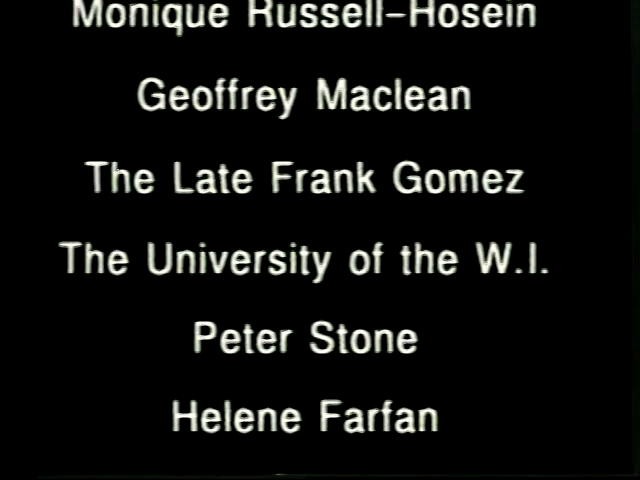 Monique Russell-Hosein
Geoffrey Maclean
The Late Frank Gomez
The University of the W.I.
Peter Stone
Helene Farfan